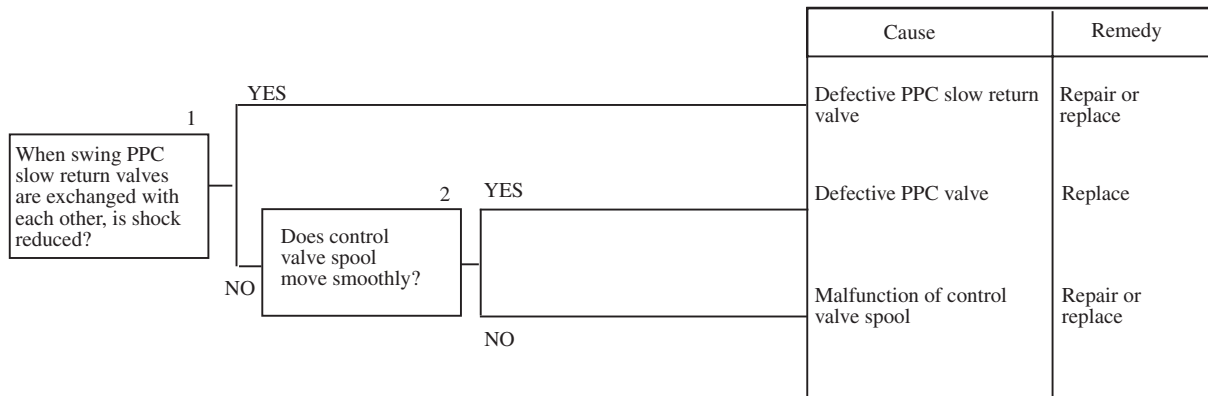 Cause
Remedy
YES
Defective PPC slow return
valve
Repair or
replace
1
When swing PPC
slow return valves
are exchanged with
each other, is shock
reduced?
2
YES
Defective PPC valve
Replace
Does control
valve spool
move smoothly?
NO
Malfunction of control
valve spool
Repair or
replace
NO